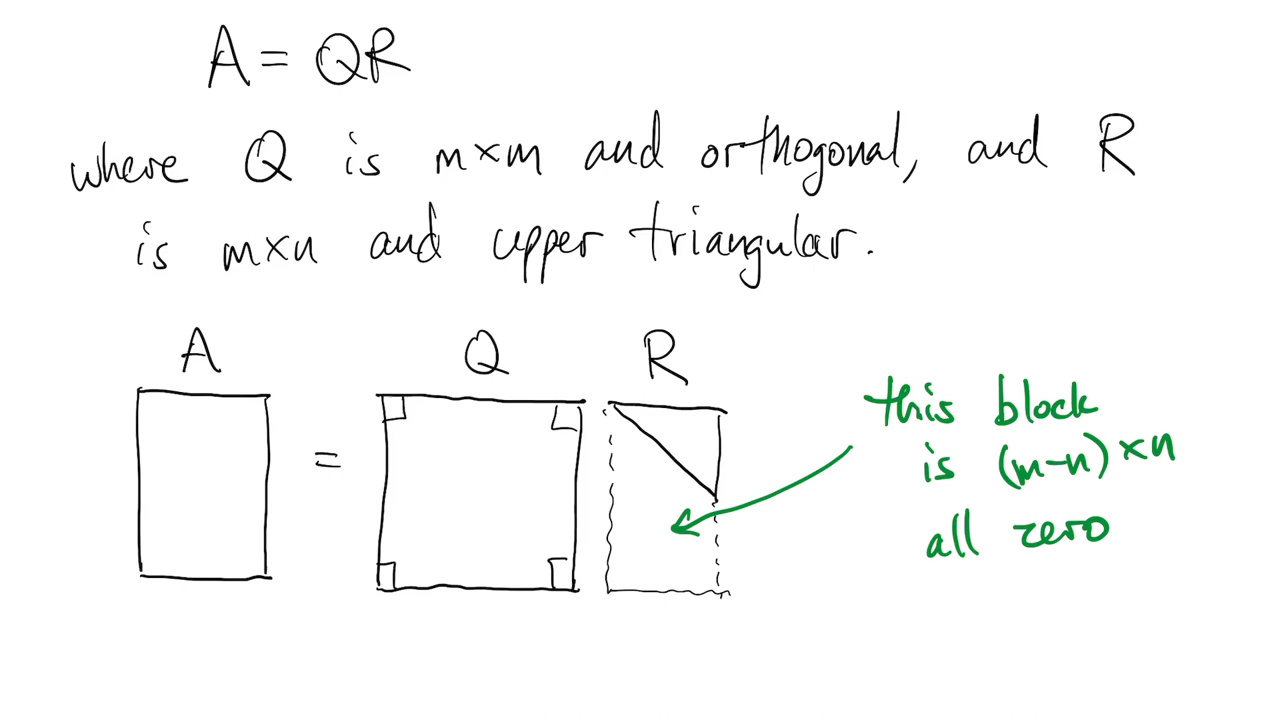 A = QR
where Q is m×m and orthogonal, and R
is m×n and upper triangular.
A
Q
R
=
this block
is (m-n)×n
all zero